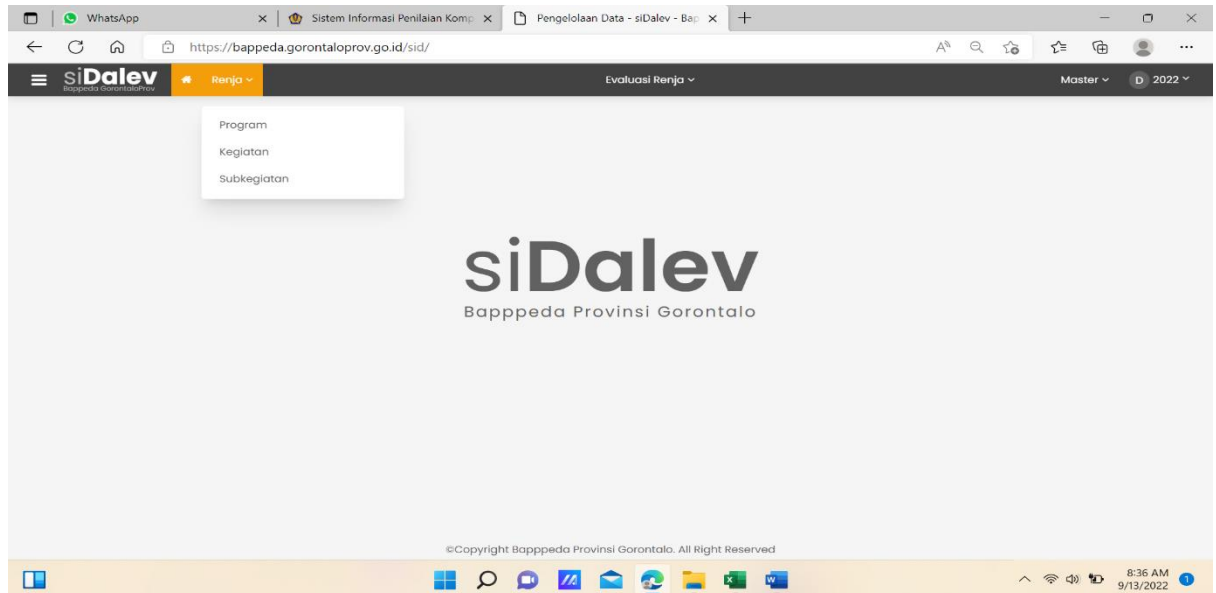 WhatsApp
Sistem Informasi Penilaian Komp
Pengelolaan Data - siDalev - Bap
https://bappeda.gorontaloprov.go.id/sid/
siDalev
Bappeda GorontaloProv
Renja
Evaluasi Renja
Master
D 2022
Program
Kegiatan
Subkegiatan
siDalev
Bapppeda Provinsi Gorontalo
©Copyright Bapppeda Provinsi Gorontalo. All Right Reserved
8:36 AM
9/13/2022
1